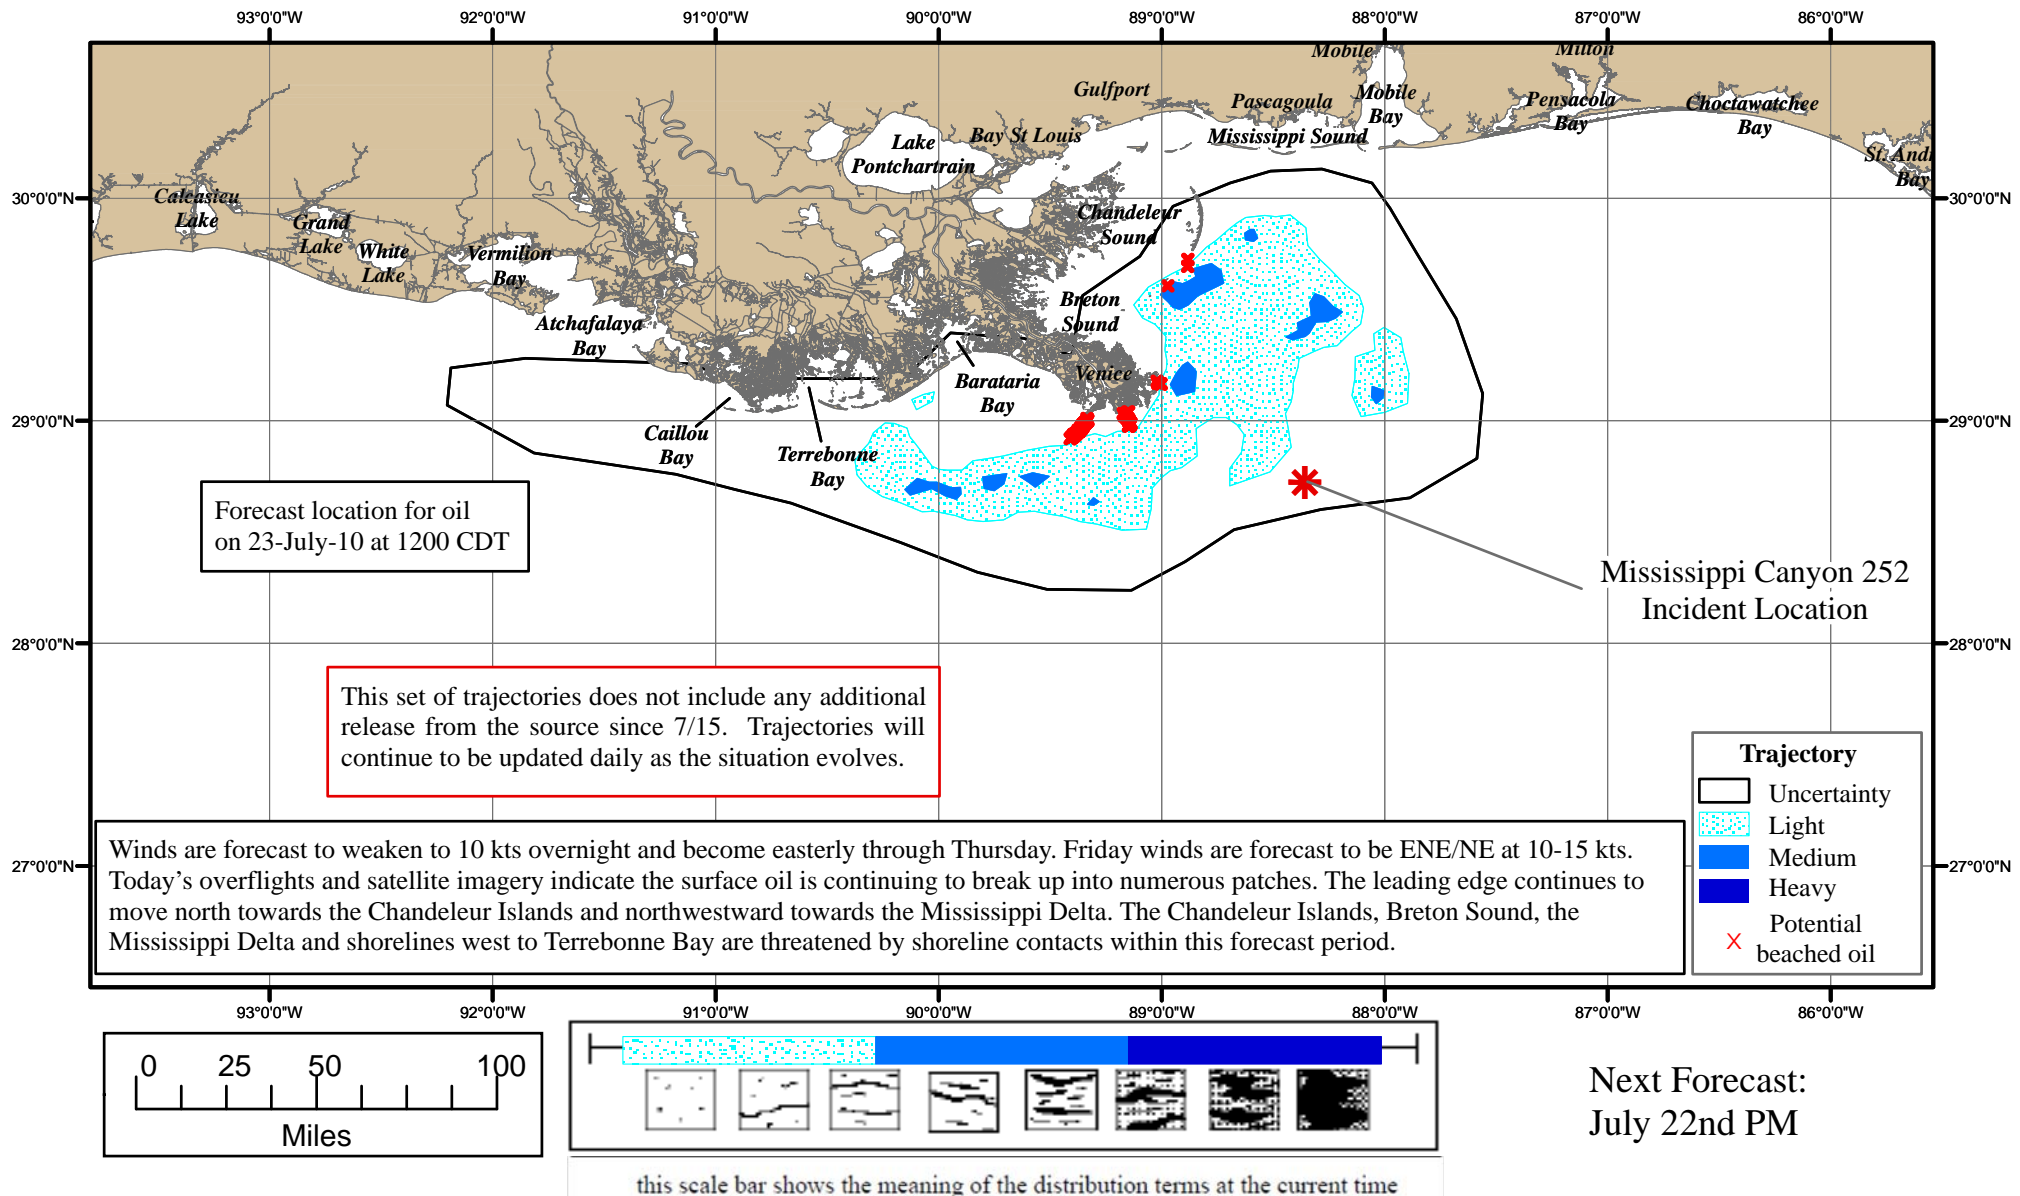 93°0'0"W
92°0'0"W
91°0'0"W
90°0'0"W
89°0'0"W
88°0'0"W
87°0'0"W
86°0'0"W
Mobile
Milton
Gulfport
Pascagoula
Mobile
Bay
Pensacola
Bay
Choctawatchee
Bay
Mississippi Sound
Bay St Louis
Lake
Pontchartrain
St. Andr
Bay
30°0'0"N
30°0'0"N
Calcasieu
Lake
Grand
Lake
White
Lake
Vermilion
Bay
Chandeleur
Sound
Breton
Sound
Atchafalaya
Bay
Venice
Barataria
Bay
29°0'0"N
29°0'0"N
Caillou
Bay
Terrebonne
Bay
Forecast location for oil
on 23-July-10 at 1200 CDT
Mississippi Canyon 252
Incident Location
28°0'0"N
28°0'0"N
This set of trajectories does not include any additional
release from the source since 7/15. Trajectories will
continue to be updated daily as the situation evolves.
Trajectory
Uncertainty
Light
Medium
Heavy
Potential
beached oil
27°0'0"N
27°0'0"N
Winds are forecast to weaken to 10 kts overnight and become easterly through Thursday. Friday winds are forecast to be ENE/NE at 10-15 kts.
Today's overflights and satellite imagery indicate the surface oil is continuing to break up into numerous patches. The leading edge continues to
move north towards the Chandeleur Islands and northwestward towards the Mississippi Delta. The Chandeleur Islands, Breton Sound, the
Mississippi Delta and shorelines west to Terrebonne Bay are threatened by shoreline contacts within this forecast period.
93°0'0"W
92°0'0"W
91°0'0"W
90°0'0"W
89°0'0"W
88°0'0"W
87°0'0"W
86°0'0"W
0 25 50 100
Miles
Next Forecast:
July 22nd PM
this scale bar shows the meaning of the distribution terms at the current time